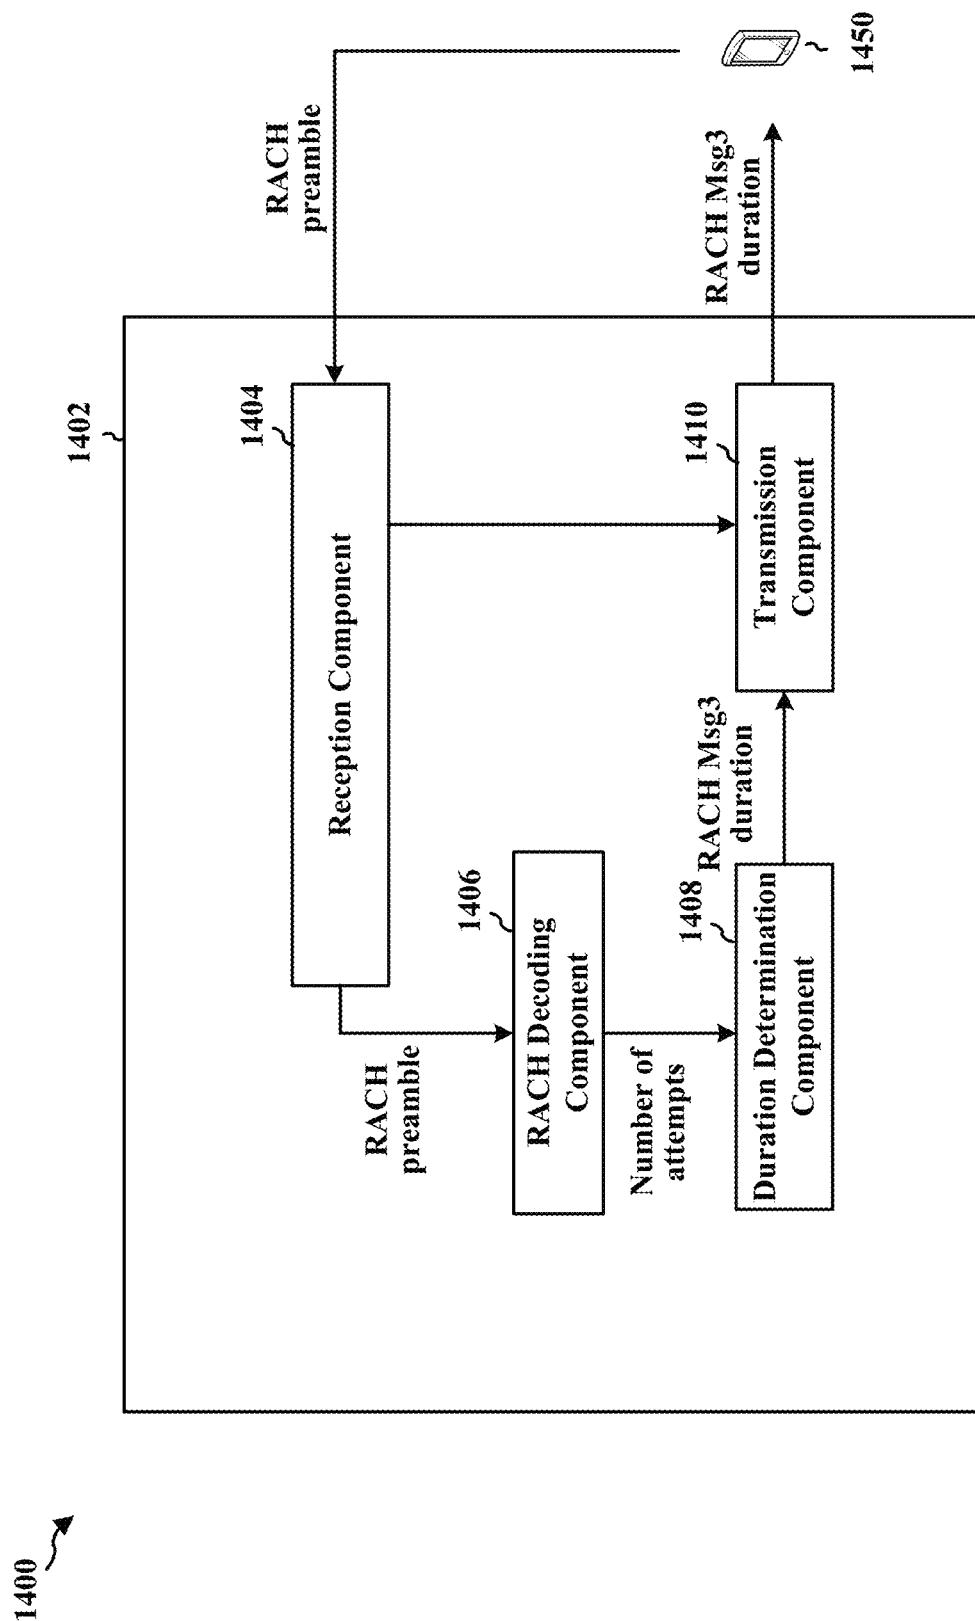 1400
1402
Reception Component
1404
RACH
preamble
RACH
preamble
RACH Decoding
Component
1406
Number of
attempts
Duration Determination
Component
1408
RACH Msg3
duration
Transmission
Component
1410
RACH Msg3
duration
1450